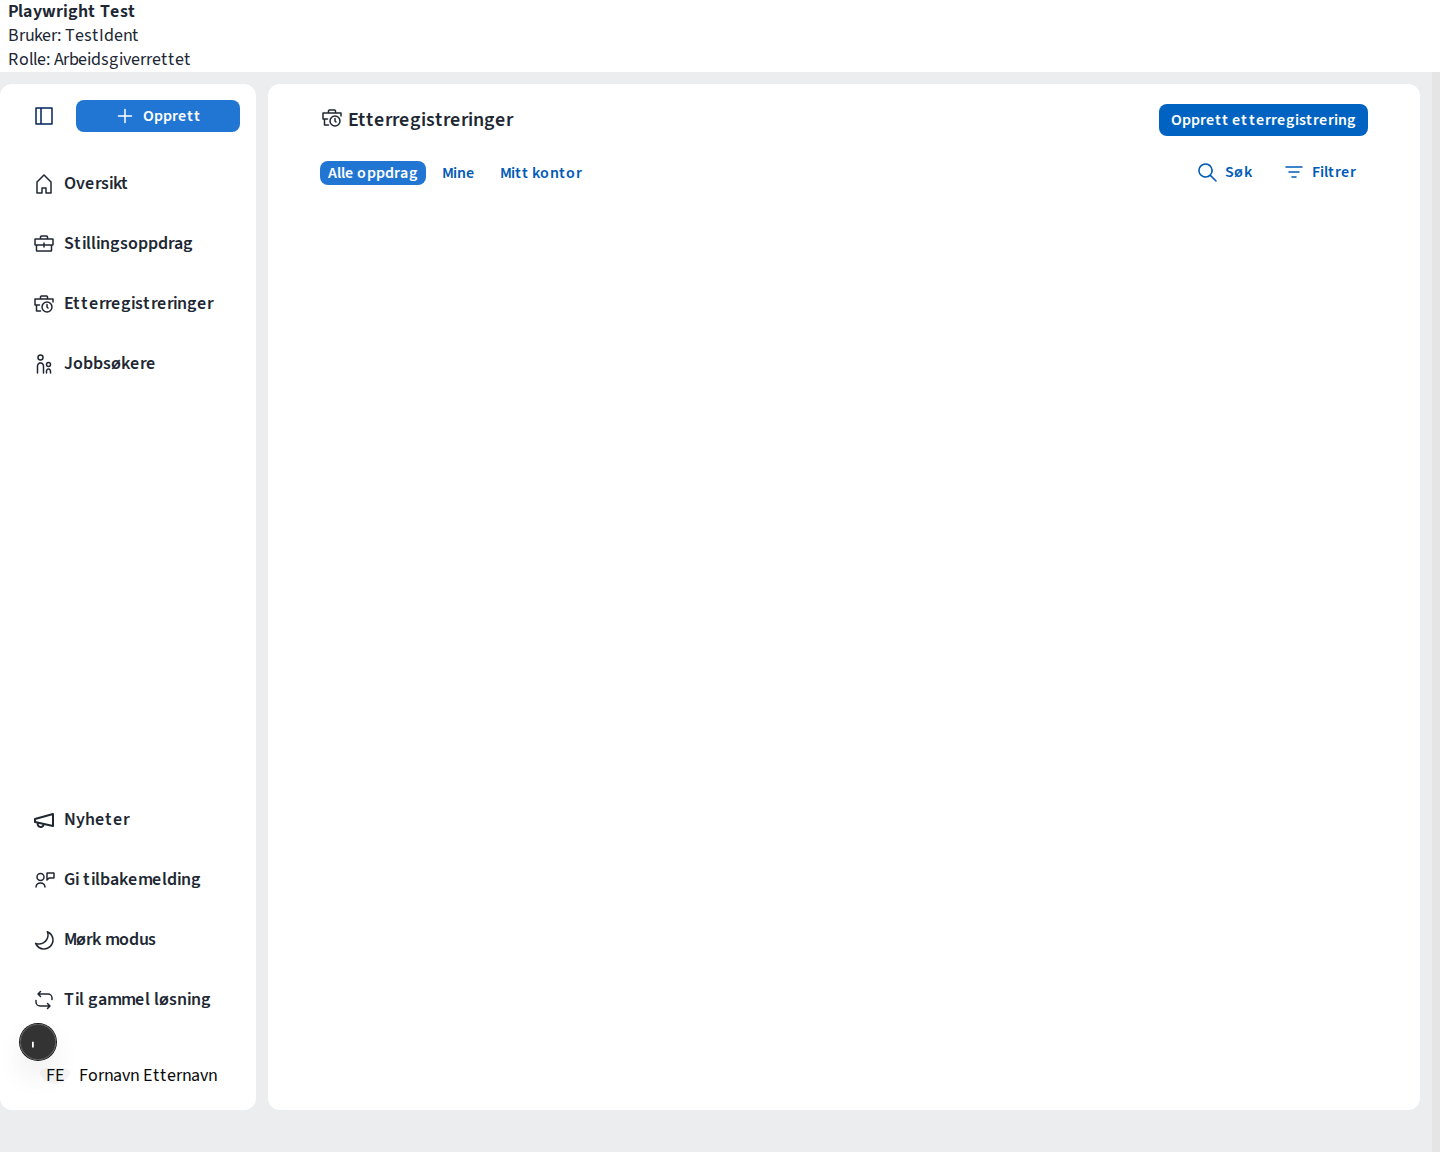 Playwright Test
Bruker: TestIdent
Rolle: Arbeidsgiverrettet
Opprett
Oversikt
Stillingsoppdrag
Etterregistreringer
Jobbsøkere
Nyheter
Gi tilbakemelding
Mørk modus
Til gammel løsning
FE Fornavn Etternavn
Etterregistreringer
Opprett etterregistrering
Alle oppdrag Mine Mitt kontor
Søk Filtrer